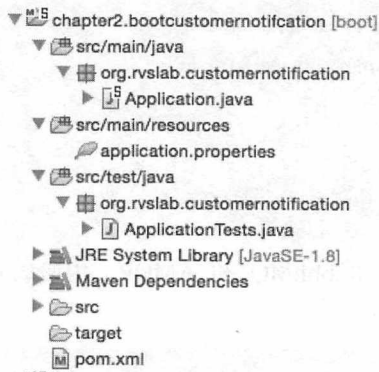 chapter2.bootcustomernotifcation [boot]
src/main/java
org.rvslab.customernotification
Application.java
src/main/resources
application.properties
src/test/java
org.rvslab.customernotification
ApplicationTests.java
JRE System Library [JavaSE-1.8]
Maven Dependencies
src
target
pom.xml